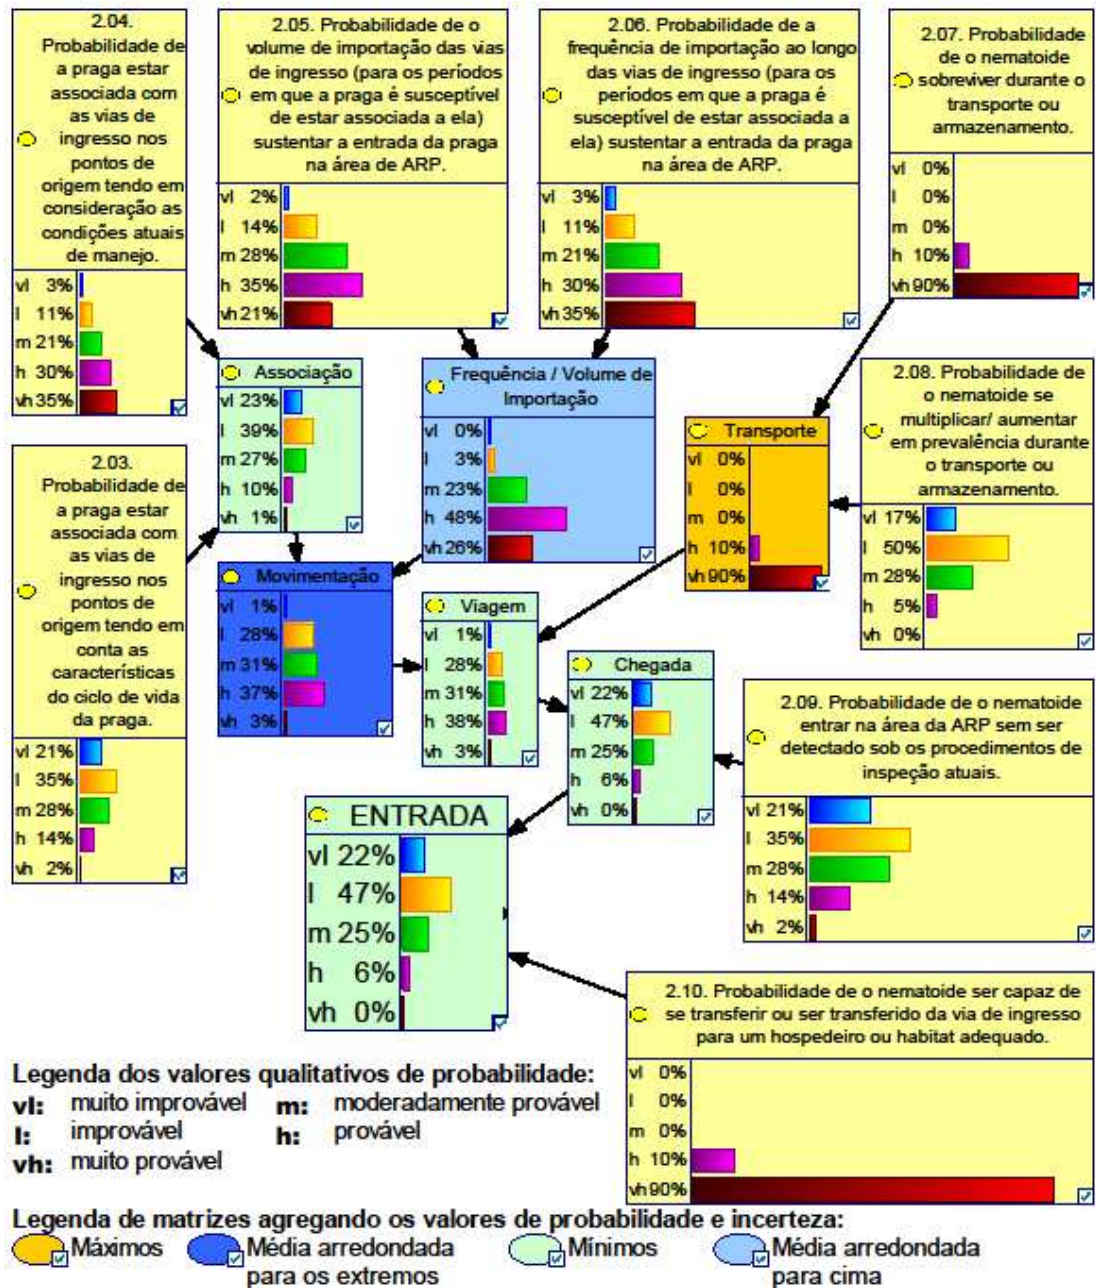 2.04.
Probabilidade de
a praga estar
associada com
as vias de
ingresso nos
pontos de
origem tendo em
consideração as
condições atuais
de manejo.
vl 3%
l 11%
m 21%
h 30%
vh 35%
2.05. Probabilidade de o
volume de importação das vias
de ingresso (para os períodos
em que a praga é susceptível
de estar associada a ela)
sustentar a entrada da praga
na área de ARP.
vl 2%
l 14%
m 28%
h 35%
vh 21%
2.06. Probabilidade de a
frequência de importação ao longo
das vias de ingresso (para os
períodos em que a praga é
susceptível de estar associada a
ela) sustentar a entrada da praga
na área de ARP.
vl 3%
l 11%
m 21%
h 30%
vh 35%
2.07. Probabilidade
de o nematoide
sobreviver durante o
transporte ou
armazenamento.
vl 0%
l 0%
m 0%
h 10%
vh 90%
Associação
vl 23%
l 39%
m 27%
h 10%
vh 1%
Frequência / Volume de
Importação
vl 0%
l 3%
m 23%
h 48%
vh 26%
Transporte
vl 0%
l 0%
m 0%
h 10%
vh 90%
2.08. Probabilidade de
o nematoide se
multiplicar/ aumentar
em prevalência durante
o transporte ou
armazenamento.
vl 17%
l 50%
m 28%
h 5%
vh 0%
2.03.
Probabilidade de
a praga estar
associada com
as vias de
ingresso nos
pontos de
origem tendo em
conta as
características
do ciclo de vida
da praga.
vl 21%
l 35%
m 28%
h 14%
vh 2%
Movimentação
vl 1%
l 28%
m 31%
h 37%
vh 3%
Viagem
vl 1%
l 28%
m 31%
h 38%
vh 3%
Chegada
vl 22%
l 47%
m 25%
h 6%
vh 0%
2.09. Probabilidade de o nematoide
entrar na área da ARP sem ser
detectado sob os procedimentos de
inspeção atuais.
vl 21%
l 35%
m 28%
h 14%
vh 2%
ENTRADA
vl 22%
l 47%
m 25%
h 6%
vh 0%
2.10. Probabilidade de o nematoide ser capaz de
se transferir ou ser transferido da via de ingresso
para um hospedeiro ou habitat adequado.
vl 0%
l 0%
m 0%
h 10%
vh 90%
Legenda dos valores qualitativos de probabilidade:
vl: muito improvável m: moderadamente provável
l: improvável h: provável
vh: muito provável
Legenda de matrizes agregando os valores de probabilidade e incerteza:
Máximos Média arredondada Mínimos Média arredondada
para os extremos para cima